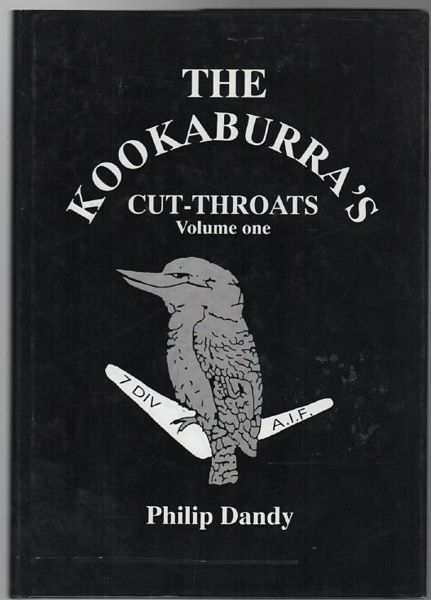 THE
KOOKABURRA'S
CUT-THROATS
Volume one
7 DIV
A.I.F.
Philip Dandy